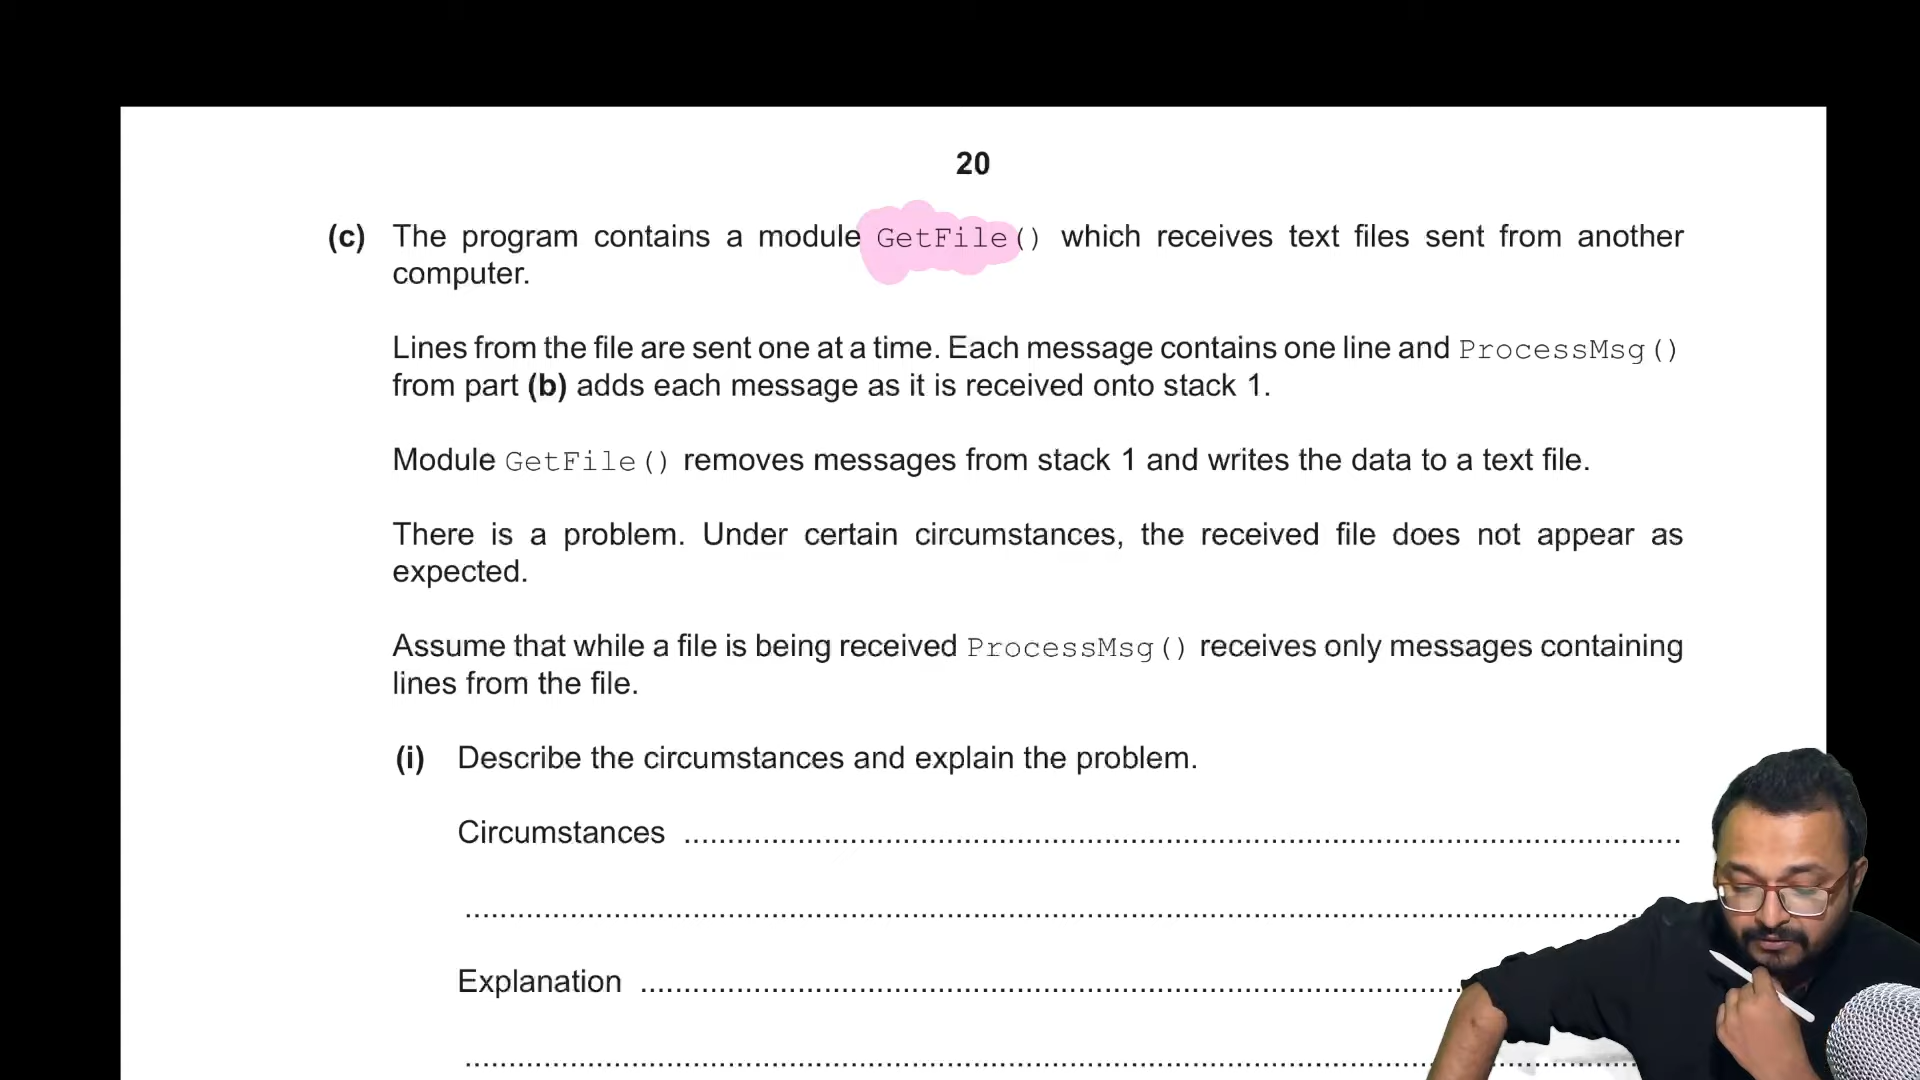 20
(c) The program contains a module GetFile() which receives text files sent from another
computer.
Lines from the file are sent one at a time. Each message contains one line and ProcessMsg()
from part (b) adds each message as it is received onto stack 1.
Module GetFile() removes messages from stack 1 and writes the data to a text file.
There is a problem. Under certain circumstances, the received file does not appear as
expected.
Assume that while a file is being received ProcessMsg() receives only messages containing
lines from the file.
(i) Describe the circumstances and explain the problem.
Circumstances
Explanation